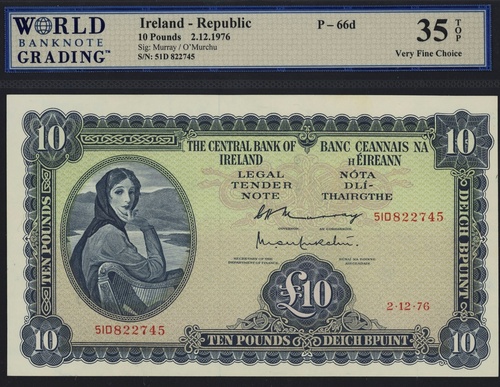 WORLD
BANKNOTE
GRADING™
Ireland - Republic
10 Pounds 2.12.1976
Sig: Murray / O'Murchu
S/N: 51D 822745
P – 66d
35 TOP
Very Fine Choice
10
10
THE CENTRAL BANK OF
IRELAND
BANC CEANNAIS NA
hÉIREANN
LEGAL
TENDER
NOTE
NÓTA
DLÍ-
THAIRGTHE
51D822745
TEN POUNDS
DEICH BPUINT
£10
2·12·76
51D822745
10
TEN POUNDS
DEICH BPUINT
10